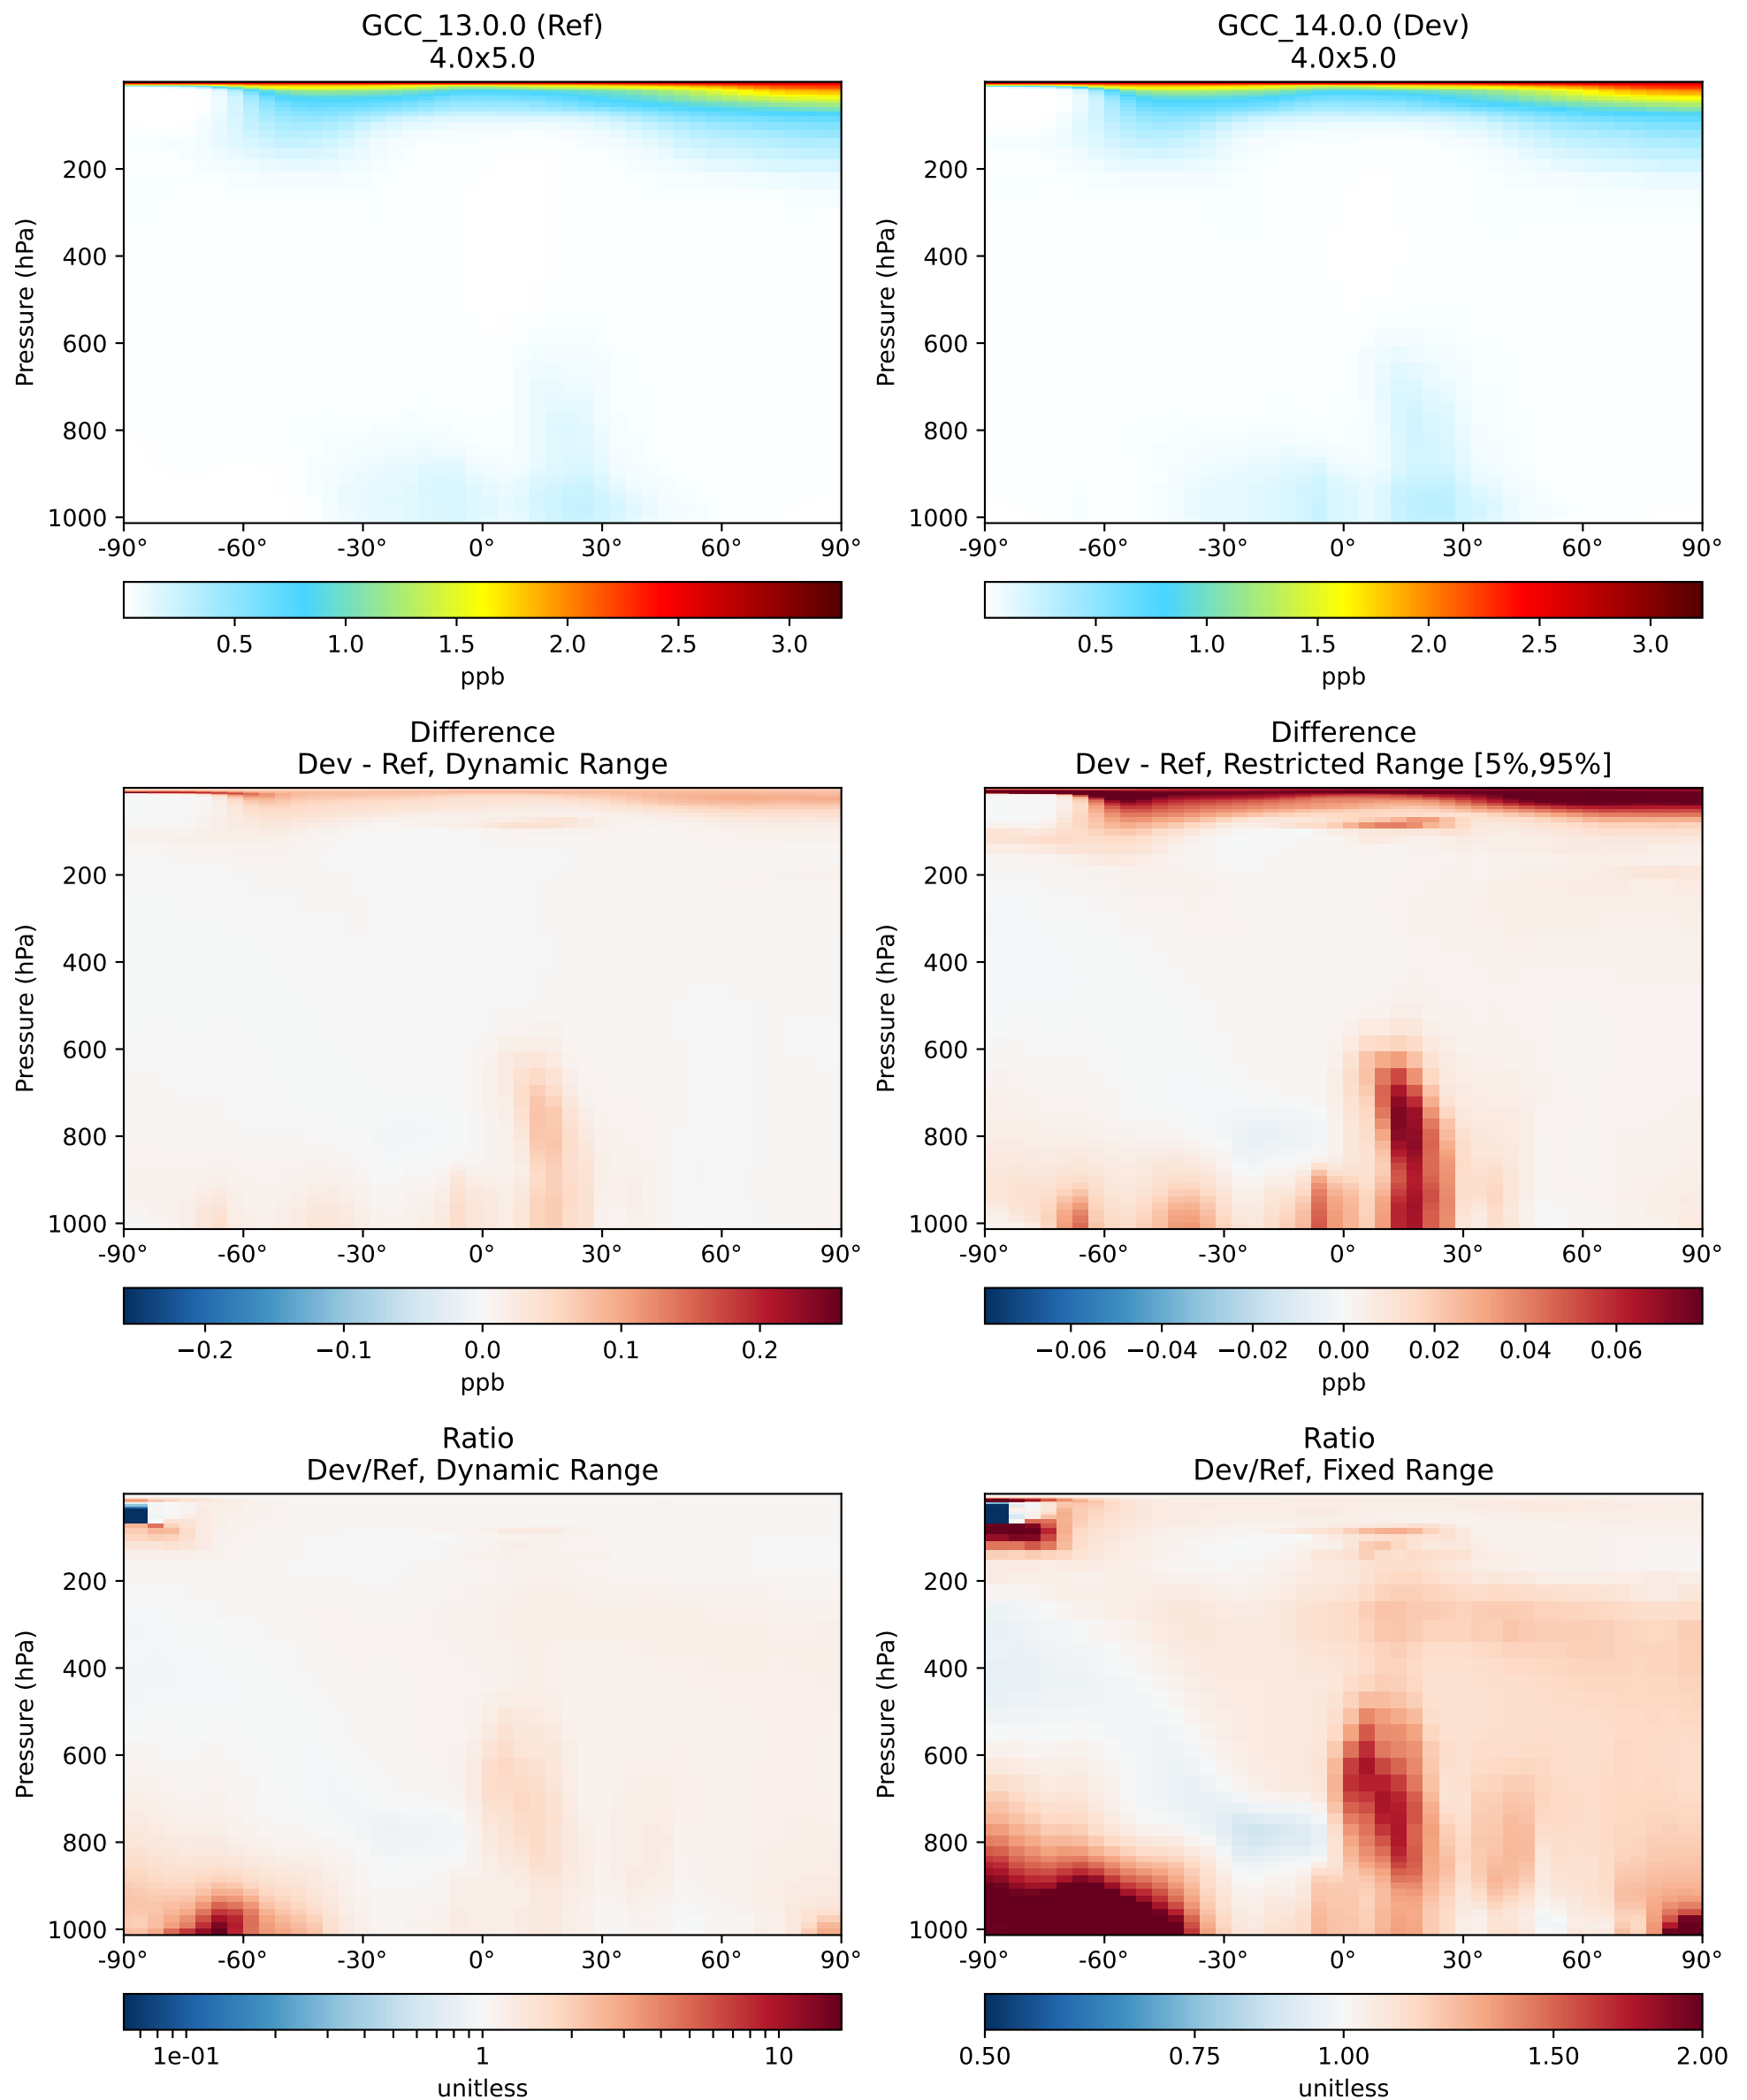 GCC_13.0.0 (Ref)
4.0x5.0
GCC_14.0.0 (Dev)
4.0x5.0
Pressure (hPa)
200
400
600
800
1000
-90° -60° -30° 0° 30° 60° 90°
0.5 1.0 1.5 2.0 2.5 3.0
ppb
Pressure (hPa)
200
400
600
800
1000
-90° -60° -30° 0° 30° 60° 90°
0.5 1.0 1.5 2.0 2.5 3.0
ppb
Difference
Dev - Ref, Dynamic Range
Pressure (hPa)
200
400
600
800
1000
-90° -60° -30° 0° 30° 60° 90°
−0.2 −0.1 0.0 0.1 0.2
ppb
Difference
Dev - Ref, Restricted Range [5%,95%]
Pressure (hPa)
200
400
600
800
1000
-90° -60° -30° 0° 30° 60° 90°
−0.06 −0.04 −0.02 0.00 0.02 0.04 0.06
ppb
Ratio
Dev/Ref, Dynamic Range
Pressure (hPa)
200
400
600
800
1000
-90° -60° -30° 0° 30° 60° 90°
1e-01 1 10
unitless
Ratio
Dev/Ref, Fixed Range
Pressure (hPa)
200
400
600
800
1000
-90° -60° -30° 0° 30° 60° 90°
0.50 0.75 1.00 1.50 2.00
unitless